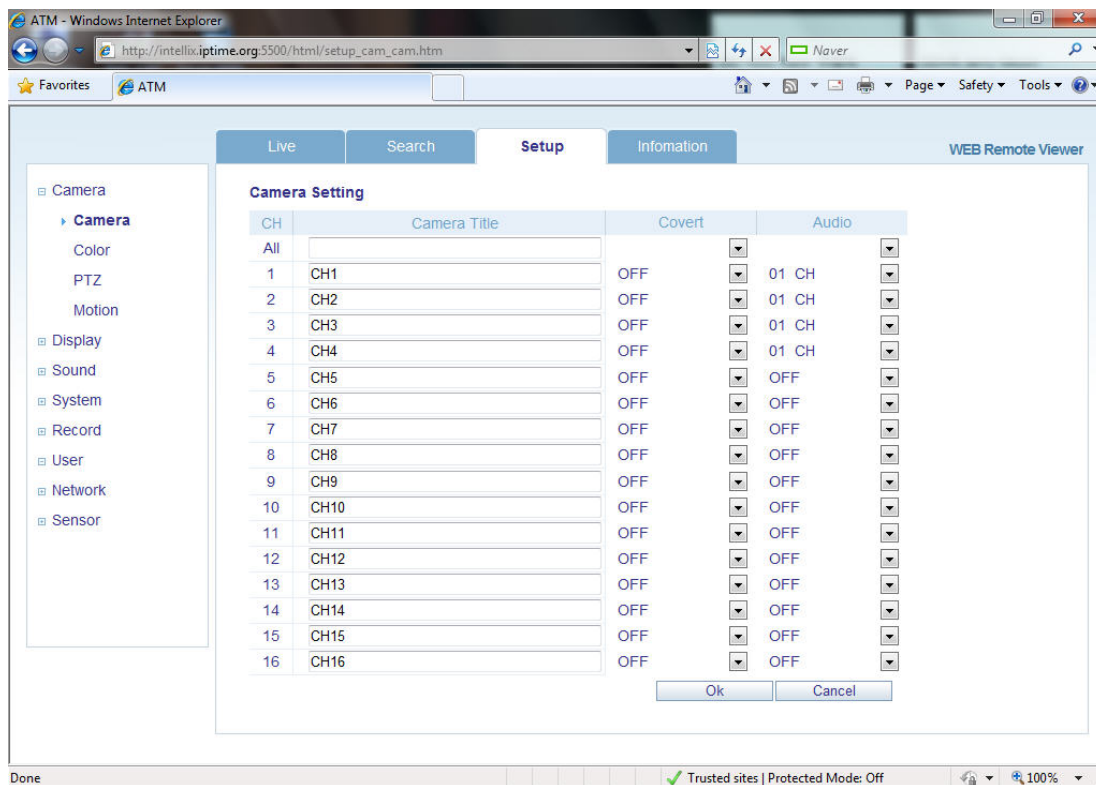 ATM - Windows Internet Explorer
http://intellix.iptime.org:5500/html/setup_cam_cam.htm
Naver
Favorites
ATM
Page
Safety
Tools
Live
Search
Setup
Infomation
WEB Remote Viewer
Camera
Camera
Color
PTZ
Motion
Display
Sound
System
Record
User
Network
Sensor
Camera Setting
CH Camera Title Covert Audio
All
1 CH1 OFF 01 CH
2 CH2 OFF 01 CH
3 CH3 OFF 01 CH
4 CH4 OFF 01 CH
5 CH5 OFF OFF
6 CH6 OFF OFF
7 CH7 OFF OFF
8 CH8 OFF OFF
9 CH9 OFF OFF
10 CH10 OFF OFF
11 CH11 OFF OFF
12 CH12 OFF OFF
13 CH13 OFF OFF
14 CH14 OFF OFF
15 CH15 OFF OFF
16 CH16 OFF OFF
Ok
Cancel
Done
Trusted sites | Protected Mode: Off
100%